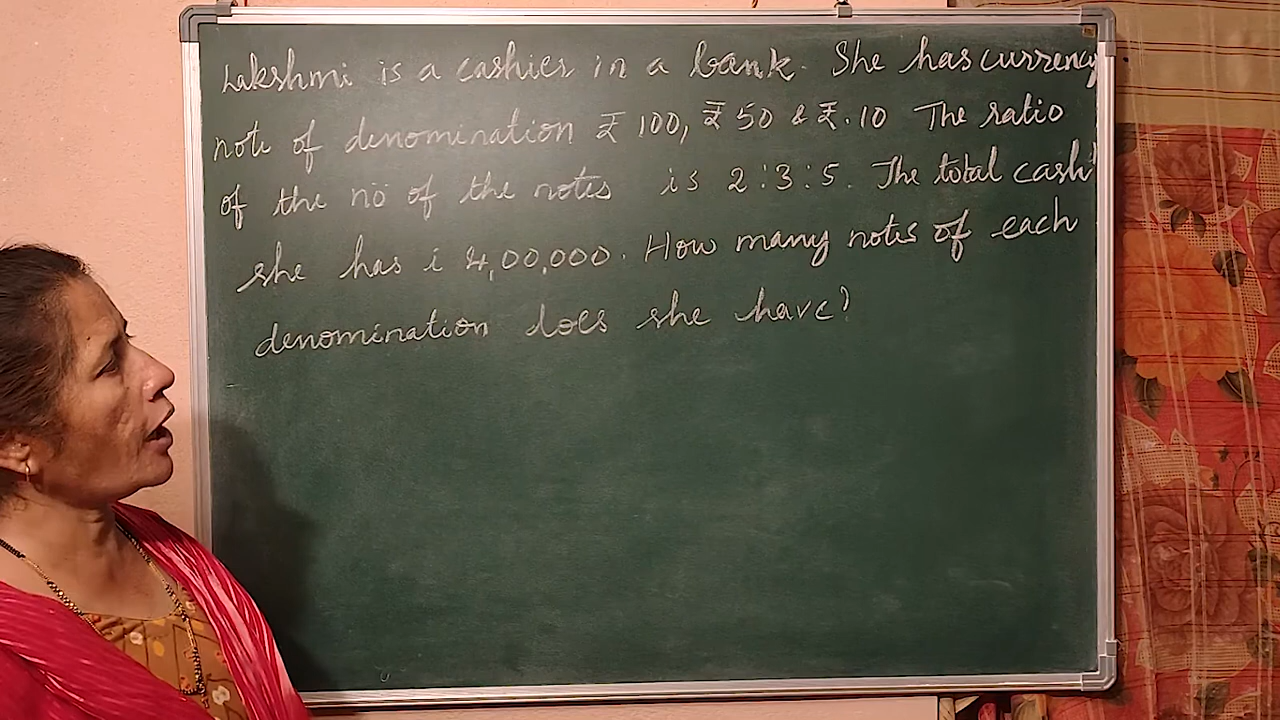 Lakshmi is a cashier in a bank. She has currency
note of denomination ₹ 100, ₹ 50 & ₹.10 The ratio
of the no of the notes is 2:3:5. The total cash
she has i 4,00,000. How many notes of each
denomination does she have?